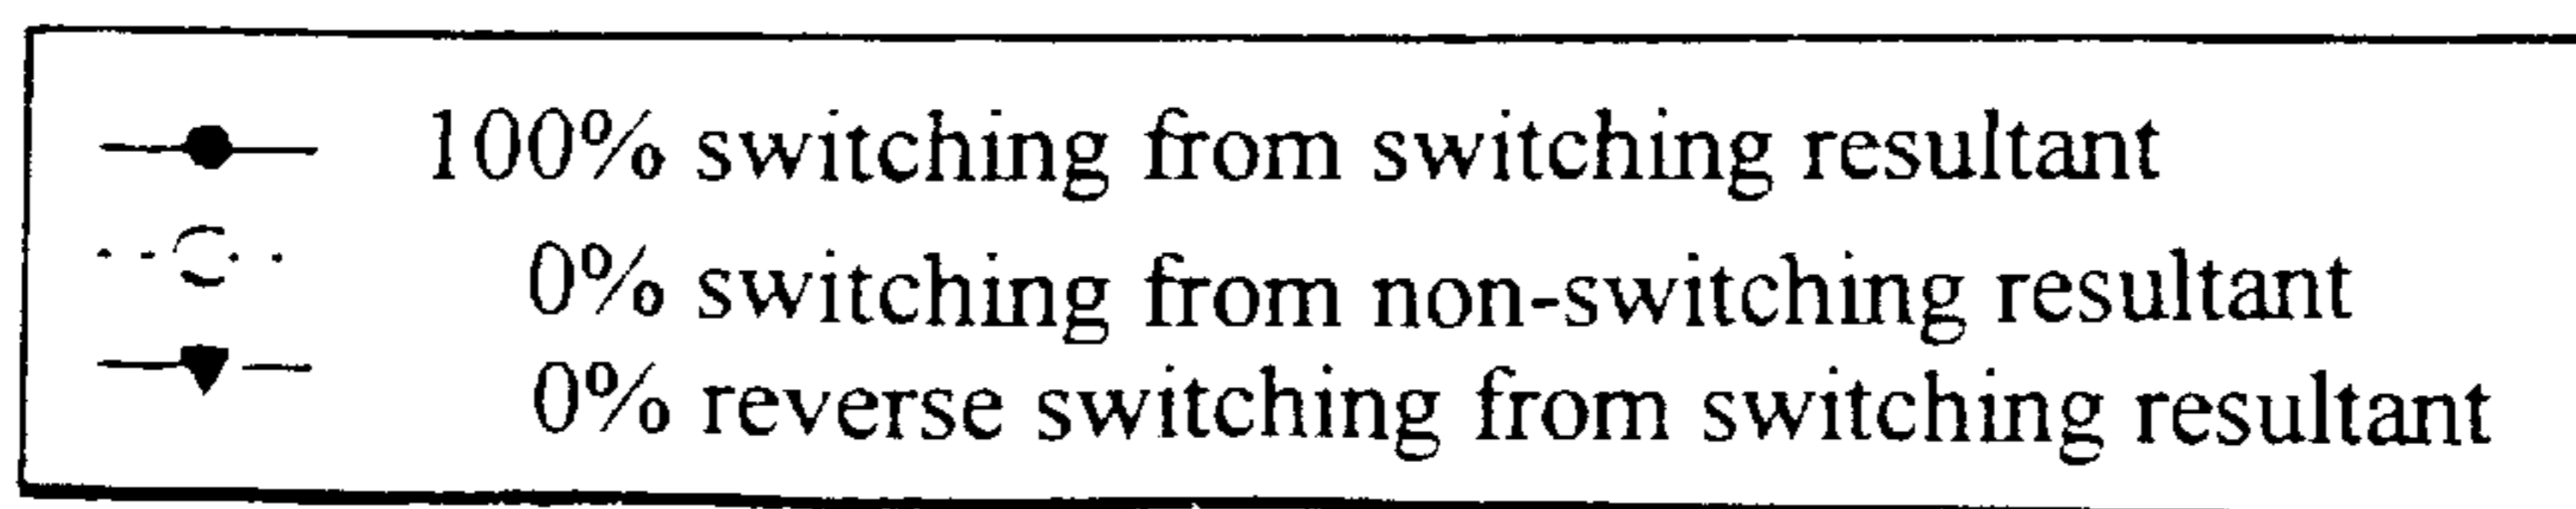 100% switching from switching resultant
0% switching from non-switching resultant
0% reverse switching from switching resultant